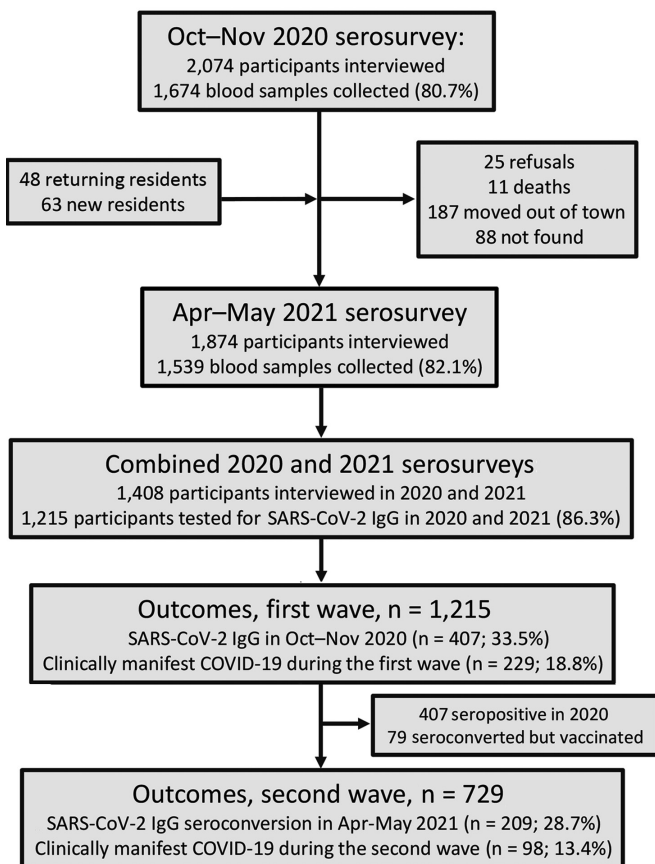 Oct–Nov 2020 serosurvey:
2,074 participants interviewed
1,674 blood samples collected (80.7%)
48 returning residents
63 new residents
25 refusals
11 deaths
187 moved out of town
88 not found
Apr–May 2021 serosurvey
1,874 participants interviewed
1,539 blood samples collected (82.1%)
Combined 2020 and 2021 serosurveys
1,408 participants interviewed in 2020 and 2021
1,215 participants tested for SARS-CoV-2 IgG in 2020 and 2021 (86.3%)
Outcomes, first wave, n = 1,215
SARS-CoV-2 IgG in Oct–Nov 2020 (n = 407; 33.5%)
Clinically manifest COVID-19 during the first wave (n = 229; 18.8%)
407 seropositive in 2020
79 seroconverted but vaccinated
Outcomes, second wave, n = 729
SARS-CoV-2 IgG seroconversion in Apr-May 2021 (n = 209; 28.7%)
Clinically manifest COVID-19 during the second wave (n = 98; 13.4%)